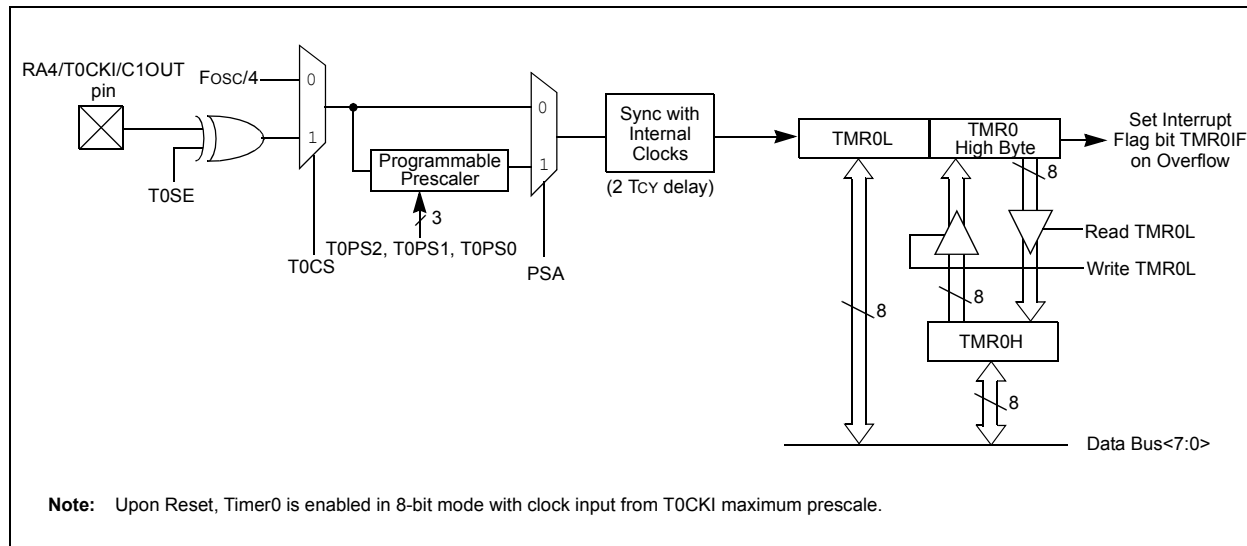 RA4/T0CKI/C1OUT
pin
FOSC/4
0
1
T0SE
T0CS
Programmable
Prescaler
3
T0PS2, T0PS1, T0PS0
0
1
PSA
Sync with
Internal
Clocks
(2 TCY delay)
TMR0L
TMR0
High Byte
Set Interrupt
Flag bit TMR0IF
on Overflow
8
Read TMR0L
Write TMR0L
8
8
TMR0H
8
Data Bus<7:0>
Note: Upon Reset, Timer0 is enabled in 8-bit mode with clock input from T0CKI maximum prescale.